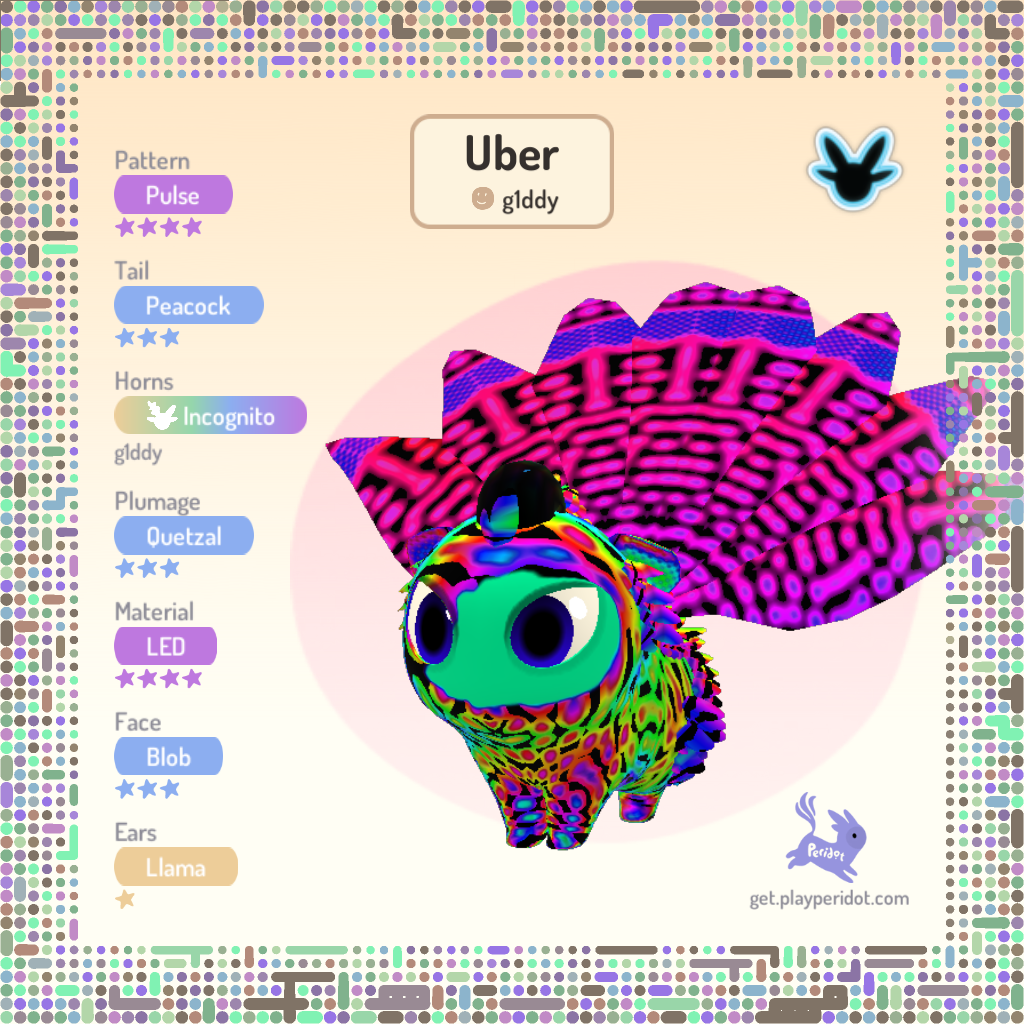 Uber
g1ddy
Pattern
Pulse
Tail
Peacock
Horns
Incognito
g1ddy
Plumage
Quetzal
Material
LED
Face
Blob
Ears
Llama
Peridot
get.playperidot.com